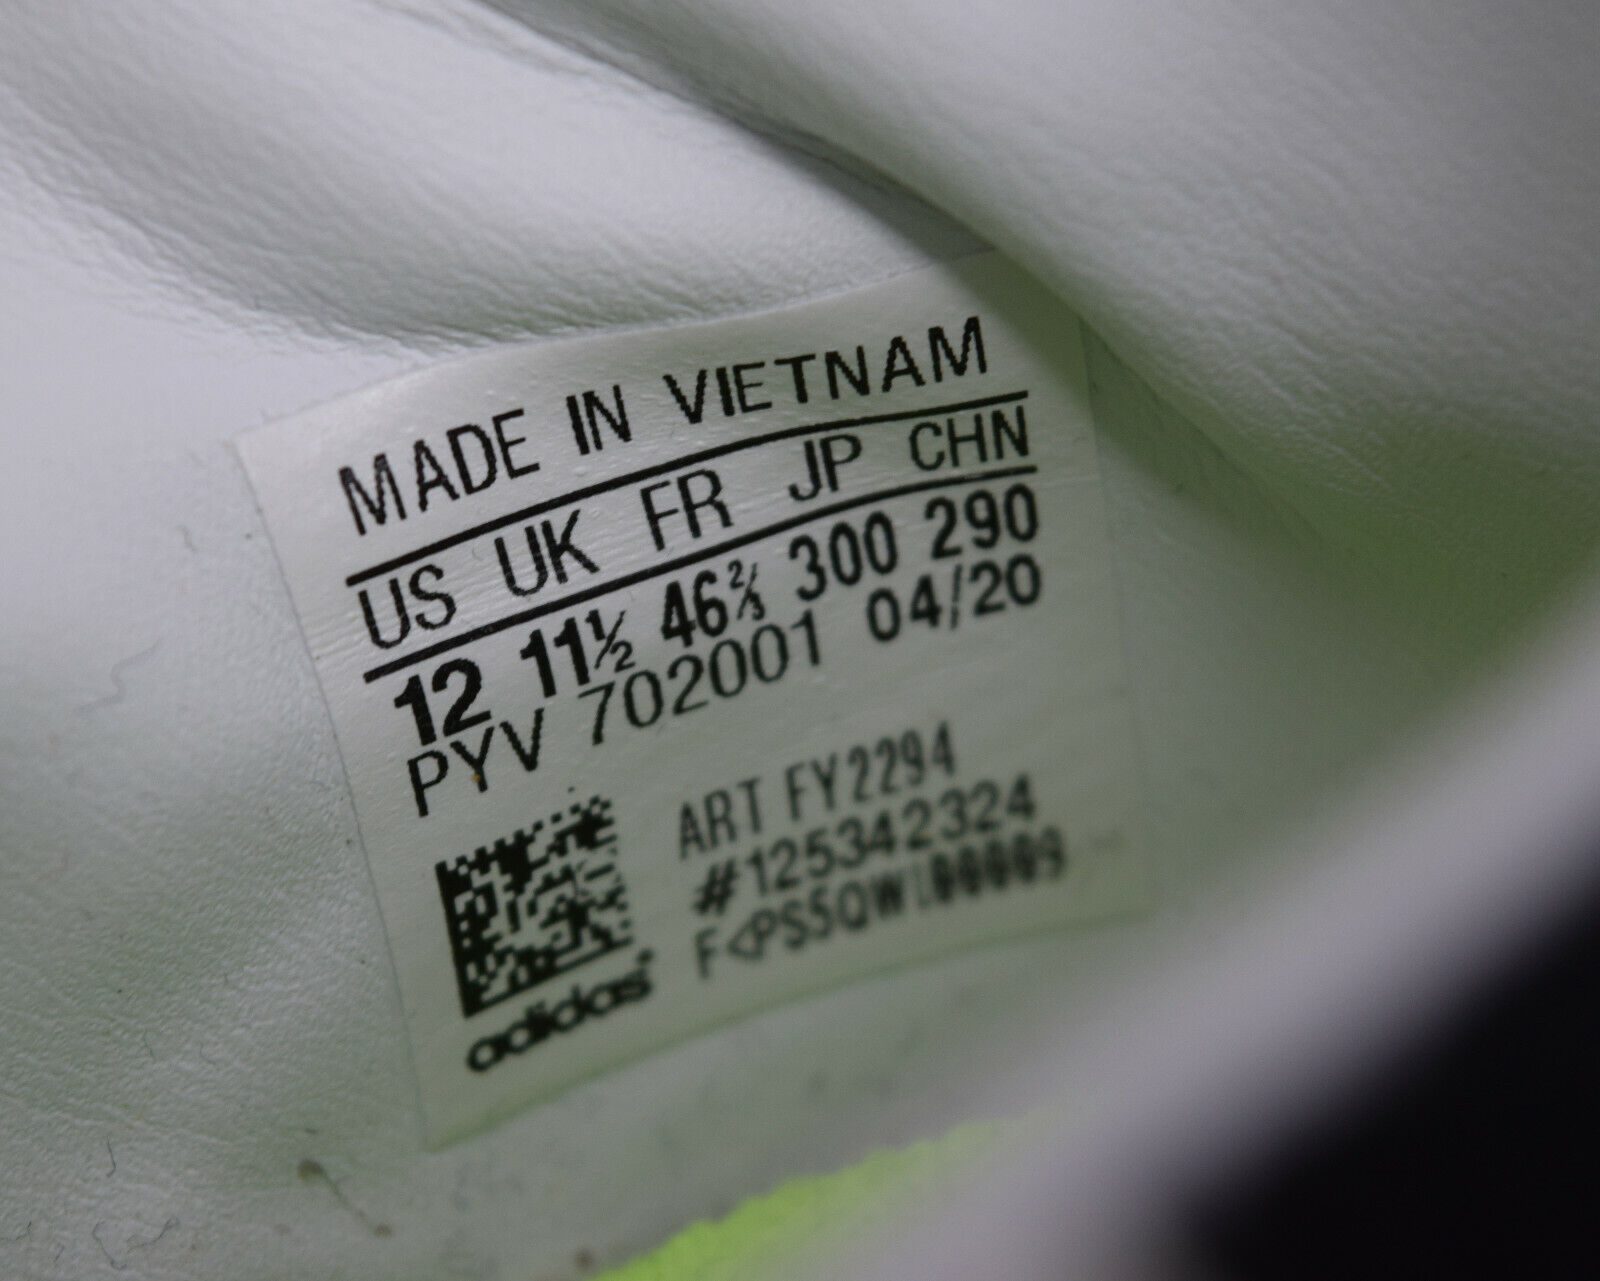 MADE IN VIETNAM
US UK FR JP CHN
12 11½ 46⅔ 300 290
PYV 702001 04/20
ART FY2294
#125342324
adidas